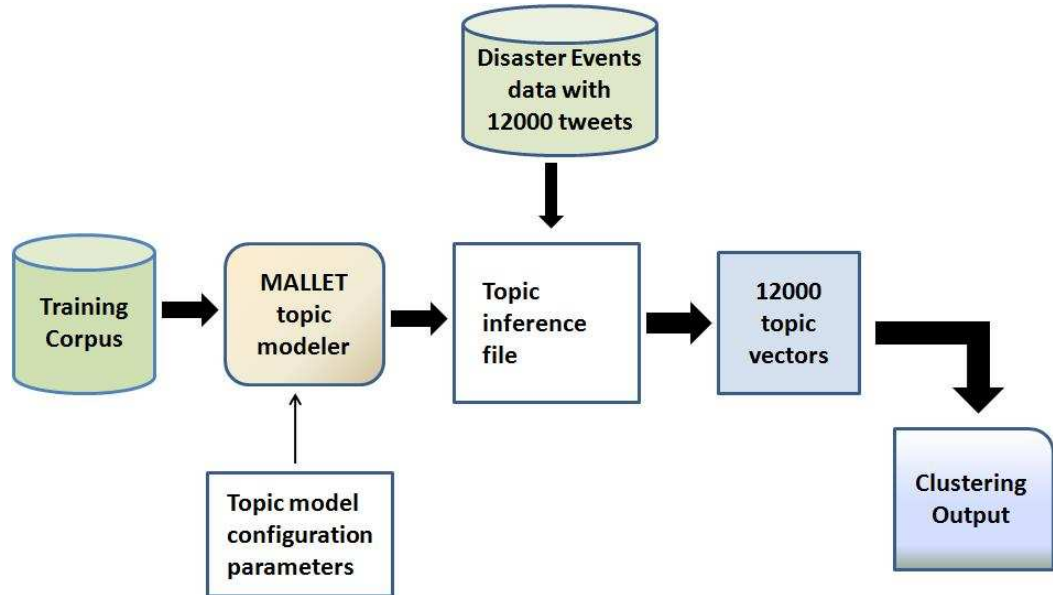 Disaster Events
data with
12000 tweets
Training
Corpus
MALLET
topic
modeler
Topic
inference
file
12000
topic
vectors
Topic model
configuration
parameters
Clustering
Output